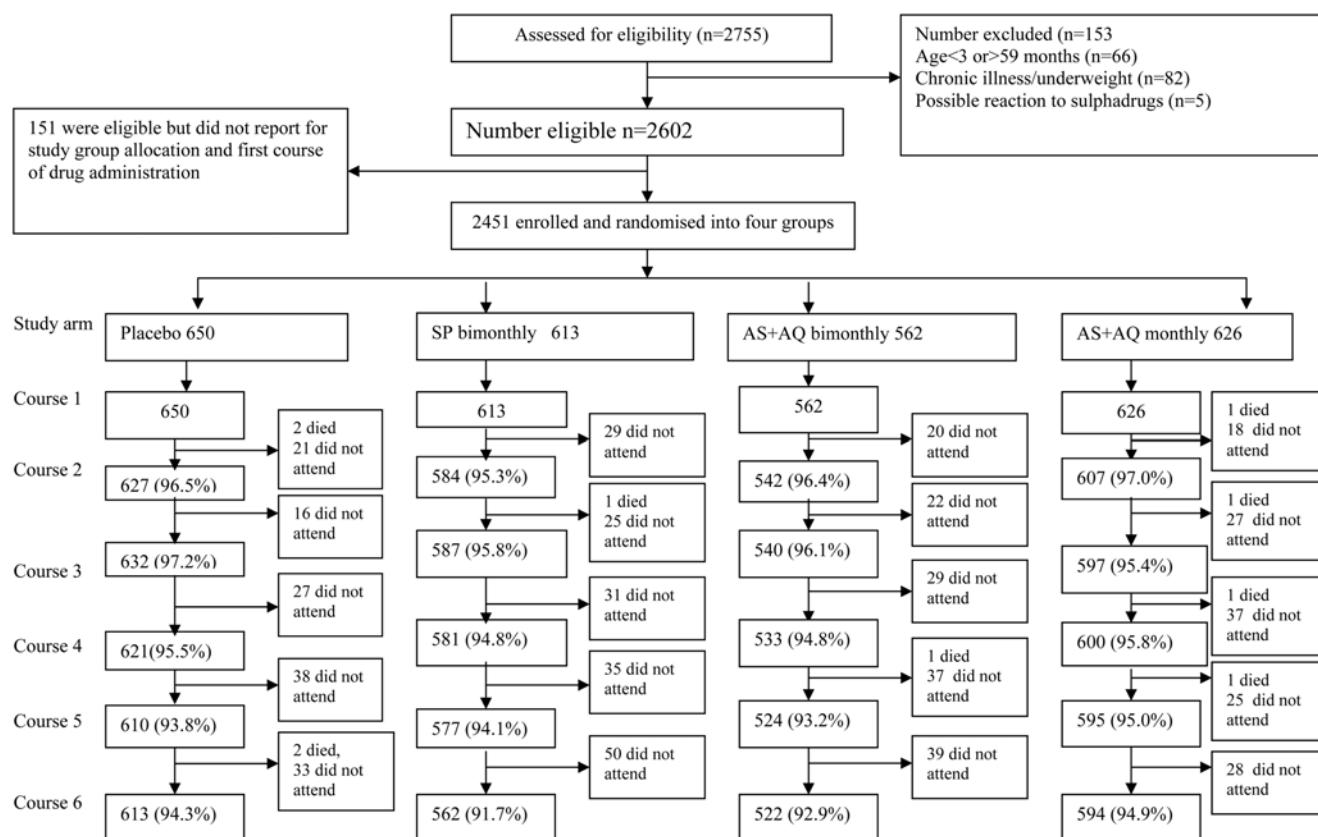 Assessed for eligibility (n=2755)
Number excluded (n=153
Age<3 or>59 months (n=66)
Chronic illness/underweight (n=82)
Possible reaction to sulphadrugs (n=5)
151 were eligible but did not report for
study group allocation and first course
of drug administration
Number eligible n=2602
2451 enrolled and randomised into four groups
Study arm
Placebo 650
SP bimonthly 613
AS+AQ bimonthly 562
AS+AQ monthly 626
Course 1
650
613
562
626
2 died
21 did not
attend
29 did not
attend
20 did not
attend
1 died
18 did not
attend
Course 2
627 (96.5%)
584 (95.3%)
542 (96.4%)
607 (97.0%)
16 did not
attend
1 died
25 did not
attend
22 did not
attend
1 died
27 did not
attend
Course 3
632 (97.2%)
587 (95.8%)
540 (96.1%)
597 (95.4%)
27 did not
attend
31 did not
attend
29 did not
attend
1 died
37 did not
attend
Course 4
621(95.5%)
581 (94.8%)
533 (94.8%)
600 (95.8%)
38 did not
attend
35 did not
attend
1 died
37 did not
attend
1 died
25 did not
attend
Course 5
610 (93.8%)
577 (94.1%)
524 (93.2%)
595 (95.0%)
2 died,
33 did not
attend
50 did not
attend
39 did not
attend
28 did not
attend
Course 6
613 (94.3%)
562 (91.7%)
522 (92.9%)
594 (94.9%)